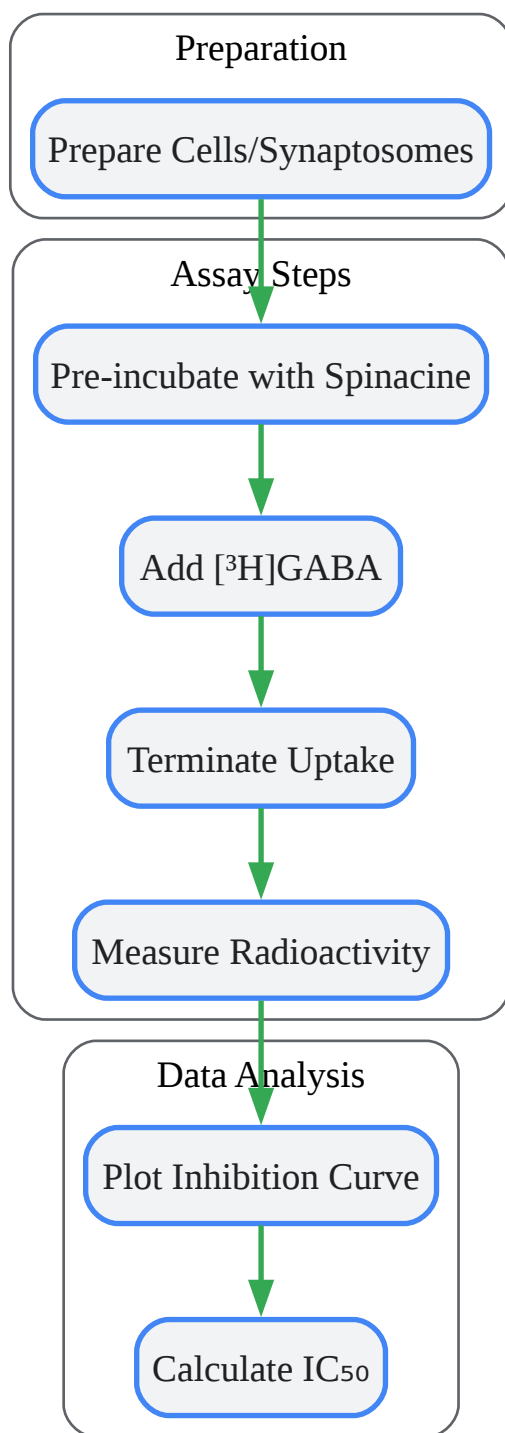 Preparation
Prepare Cells/Synaptosomes
Assay Steps
Pre-incubate with Spinacine
Add [³H]GABA
Terminate Uptake
Measure Radioactivity
Data Analysis
Plot Inhibition Curve
Calculate IC₅₀